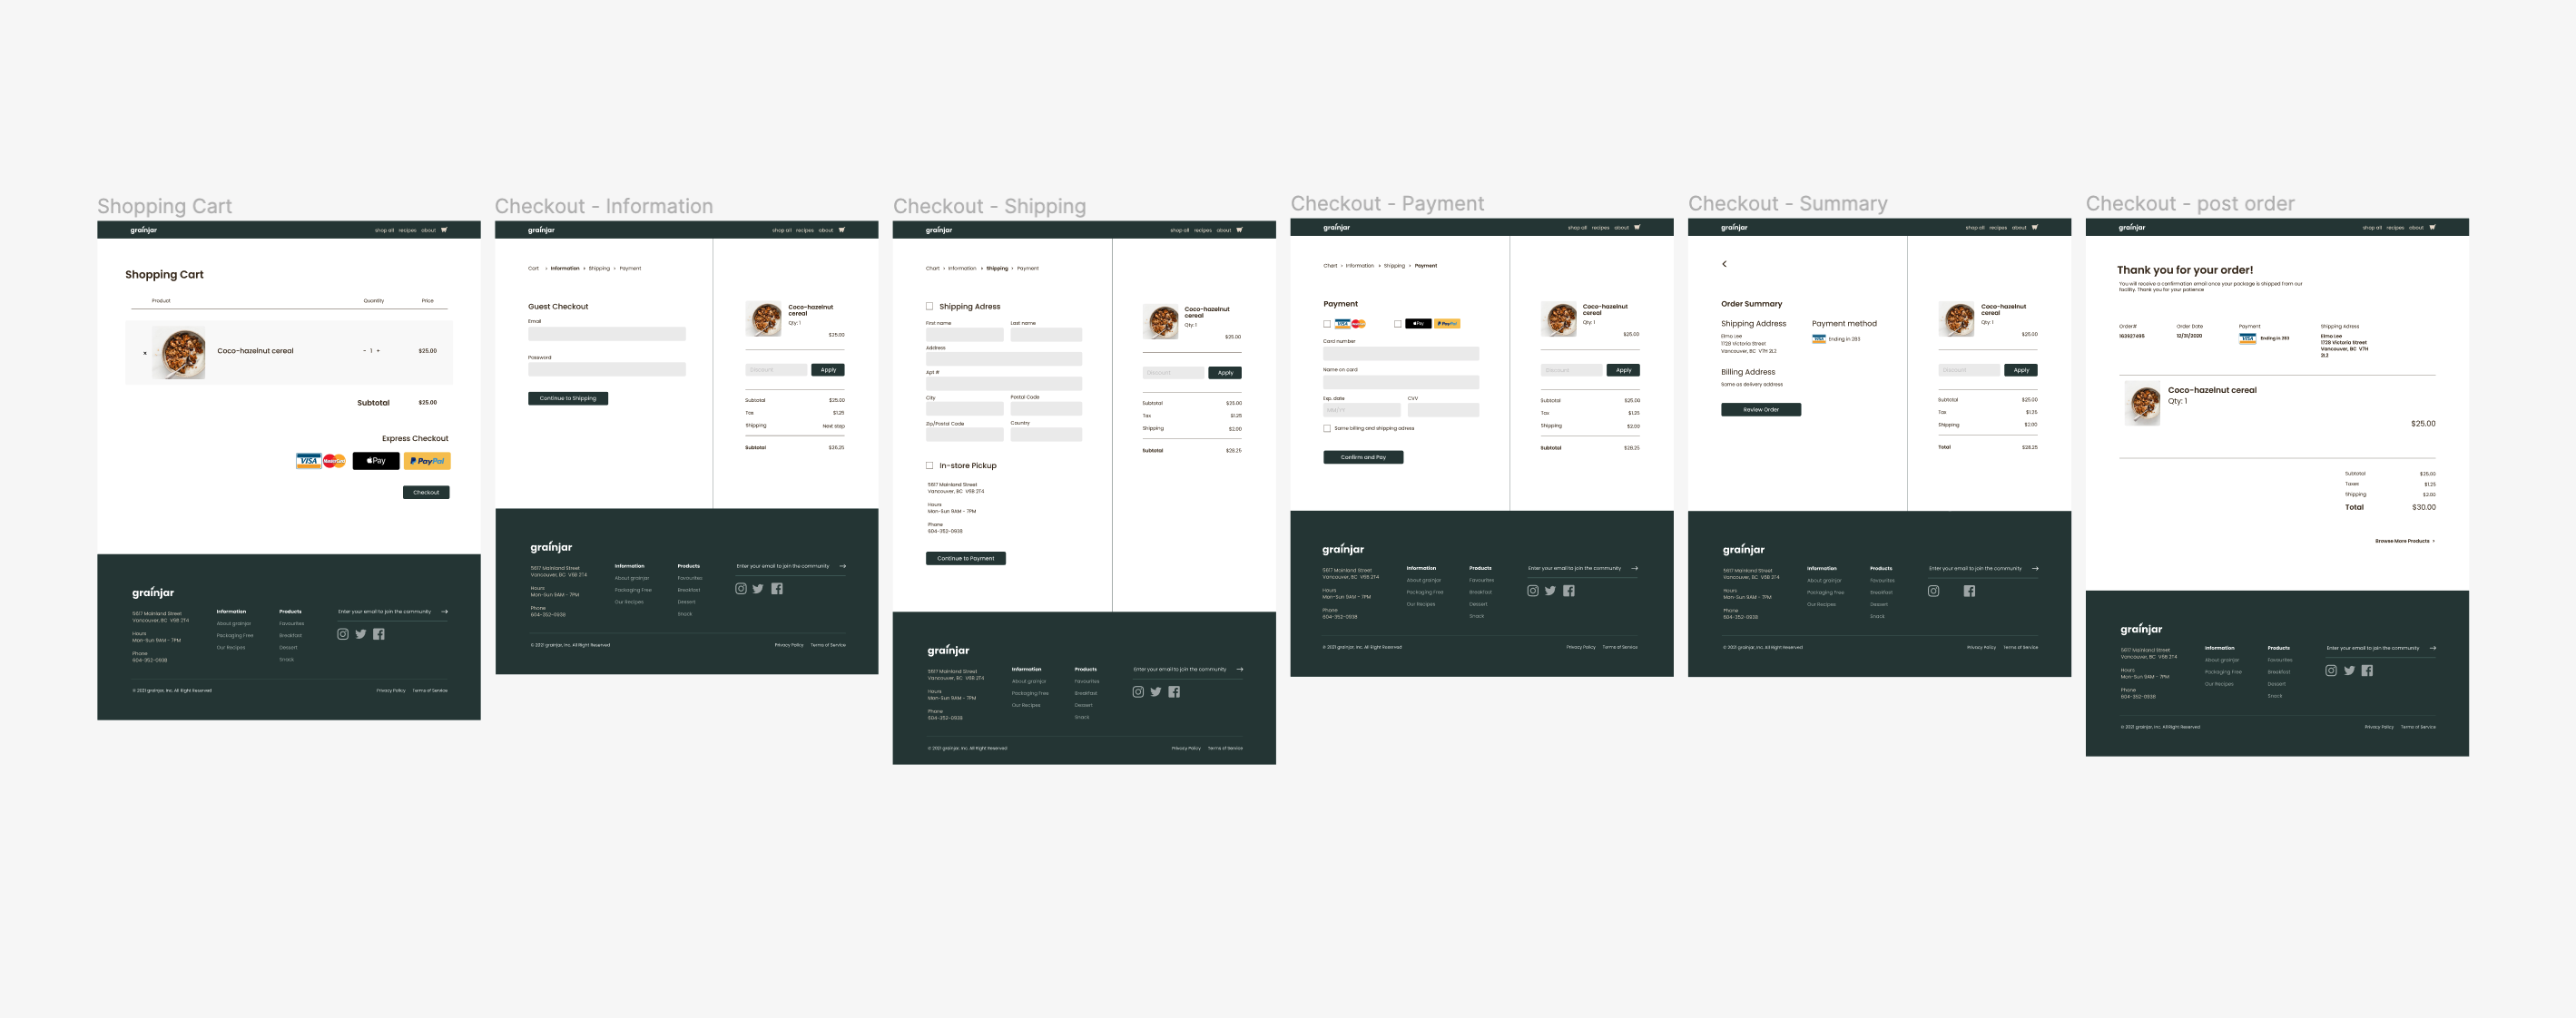 Shopping Cart
graínjar
shop all recipes about
Shopping Cart
Product Quantity Price
x Coco-hazelnut cereal - 1 + $25.00
Subtotal $25.00
Express Checkout
VISA MasterCard Pay PayPal
Checkout
graínjar
5617 Mainland Street
Vancouver, BC V6B 2T4
Hours
Mon-Sun 9AM - 7PM
Phone
604-352-0938
Information
About grainjar
Packaging Free
Our Recipes
Products
Favourites
Breakfast
Dessert
Snack
Enter your email to join the community →
© 2021 grainjar, Inc. All Right Reserved
Privacy Policy Terms of Service
Checkout - Information
graínjar
shop all recipes about
Cart > Information > Shipping > Payment
Guest Checkout
Email
Password
Continue to Shipping
Coco-hazelnut
cereal
Qty: 1
$25.00
Discount Apply
Subtotal $25.00
Tax $1.25
Shipping Next step
Subtotal $26.25
graínjar
5617 Mainland Street
Vancouver, BC V6B 2T4
Hours
Mon-Sun 9AM - 7PM
Phone
604-352-0938
Information
About grainjar
Packaging Free
Our Recipes
Products
Favourites
Breakfast
Dessert
Snack
Enter your email to join the community →
© 2021 grainjar, Inc. All Right Reserved
Privacy Policy Terms of Service
Checkout - Shipping
graínjar
shop all recipes about
Chart > Information > Shipping > Payment
Shipping Adress
First name Last name
Address
Apt #
City Postal Code
Zip/Postal Code Country
In-store Pickup
5617 Mainland Street
Vancouver, BC V6B 2T4
Hours
Mon-Sun 9AM - 7PM
Phone
604-352-0938
Continue to Payment
Coco-hazelnut
cereal
Qty: 1
$25.00
Discount Apply
Subtotal $25.00
Tax $1.25
Shipping $2.00
Subtotal $28.25
graínjar
5617 Mainland Street
Vancouver, BC V6B 2T4
Hours
Mon-Sun 9AM - 7PM
Phone
604-352-0938
Information
About grainjar
Packaging Free
Our Recipes
Products
Favourites
Breakfast
Dessert
Snack
Enter your email to join the community →
© 2021 grainjar, Inc. All Right Reserved
Privacy Policy Terms of Service
Checkout - Payment
graínjar
shop all recipes about
Chart > Information > Shipping > Payment
Payment
VISA MasterCard Pay PayPal
Card number
Name on card
Exp. date CVV
MM/YY
Same billing and shipping adress
Confirm and Pay
Coco-hazelnut
cereal
Qty: 1
$25.00
Discount Apply
Subtotal $25.00
Tax $1.25
Shipping $2.00
Subtotal $28.25
graínjar
5617 Mainland Street
Vancouver, BC V6B 2T4
Hours
Mon-Sun 9AM - 7PM
Phone
604-352-0938
Information
About grainjar
Packaging Free
Our Recipes
Products
Favourites
Breakfast
Dessert
Snack
Enter your email to join the community →
© 2021 grainjar, Inc. All Right Reserved
Privacy Policy Terms of Service
Checkout - Summary
graínjar
shop all recipes about
<
Order Summary
Shipping Address Payment method
Elmo Lee
1728 Victoria Street
Vancouver, BC V7H 2L2
VISA Ending in 283
Billing Address
Same as delivery address
Review Order
Coco-hazelnut
cereal
Qty: 1
$25.00
Discount Apply
Subtotal $25.00
Tax $1.25
Shipping $2.00
Total $28.25
graínjar
5617 Mainland Street
Vancouver, BC V6B 2T4
Hours
Mon-Sun 9AM - 7PM
Phone
604-352-0938
Information
About grainjar
Packaging Free
Our Recipes
Products
Favourites
Breakfast
Dessert
Snack
Enter your email to join the community →
© 2021 grainjar, Inc. All Right Reserved
Privacy Policy Terms of Service
Checkout - post order
graínjar
shop all recipes about
Thank you for your order!
You will receive a confirmation email once your package is shipped from our
facility. Thank you for your patience
Order# Order Date Payment Shipping Adress
162927495 12/21/2020 VISA Ending in 283 Elmo Lee
1728 Victoria Street
Vancouver, BC V7H
2L2
Coco-hazelnut cereal
Qty: 1
$25.00
Subtotal $25.00
Taxes $1.25
Shipping $2.00
Total $30.00
Browse More Products >
graínjar
5617 Mainland Street
Vancouver, BC V6B 2T4
Hours
Mon-Sun 9AM - 7PM
Phone
604-352-0938
Information
About grainjar
Packaging Free
Our Recipes
Products
Favourites
Breakfast
Dessert
Snack
Enter your email to join the community →
© 2021 grainjar, Inc. All Right Reserved
Privacy Policy Terms of Service